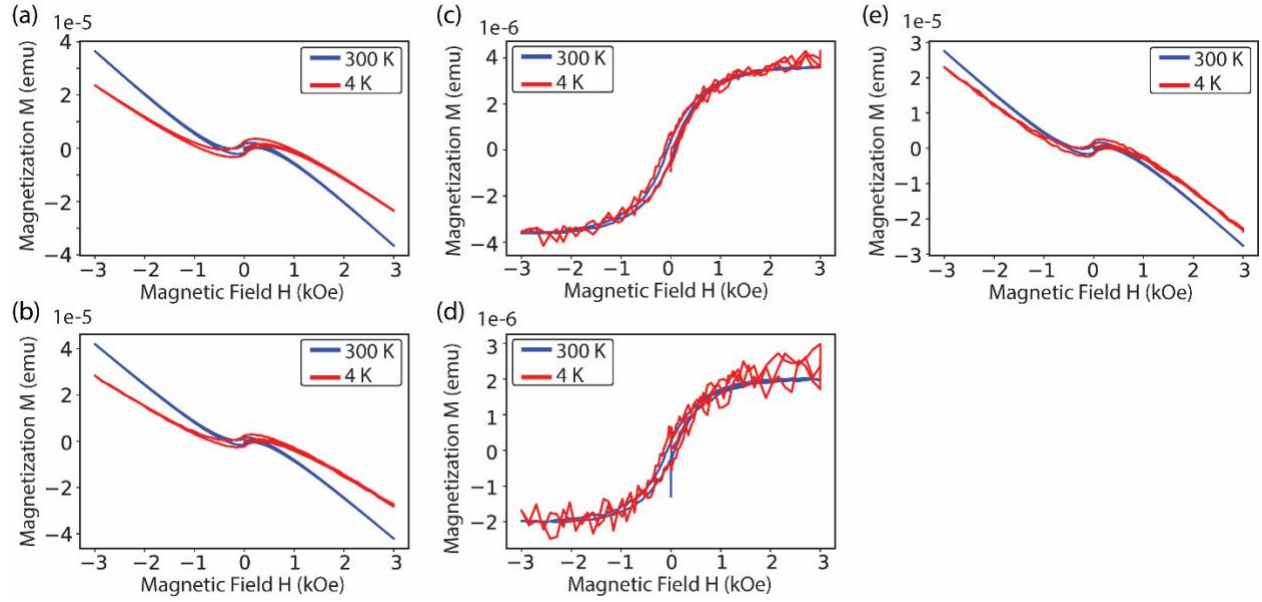 (a)
1e-5
Magnetization M (emu)
4
2
0
−2
−4
300 K
4 K
−3 −2 −1 0 1 2 3
Magnetic Field H (kOe)
(b)
1e-5
Magnetization M (emu)
4
2
0
−2
−4
300 K
4 K
−3 −2 −1 0 1 2 3
Magnetic Field H (kOe)
(c)
1e-6
Magnetization M (emu)
4
2
0
−2
−4
300 K
4 K
−3 −2 −1 0 1 2 3
Magnetic Field H (kOe)
(d)
1e-6
Magnetization M (emu)
3
2
1
0
−1
−2
300 K
4 K
−3 −2 −1 0 1 2 3
Magnetic Field H (kOe)
(e)
1e-5
Magnetization M (emu)
3
2
1
0
−1
−2
−3
300 K
4 K
−3 −2 −1 0 1 2 3
Magnetic Field H (kOe)